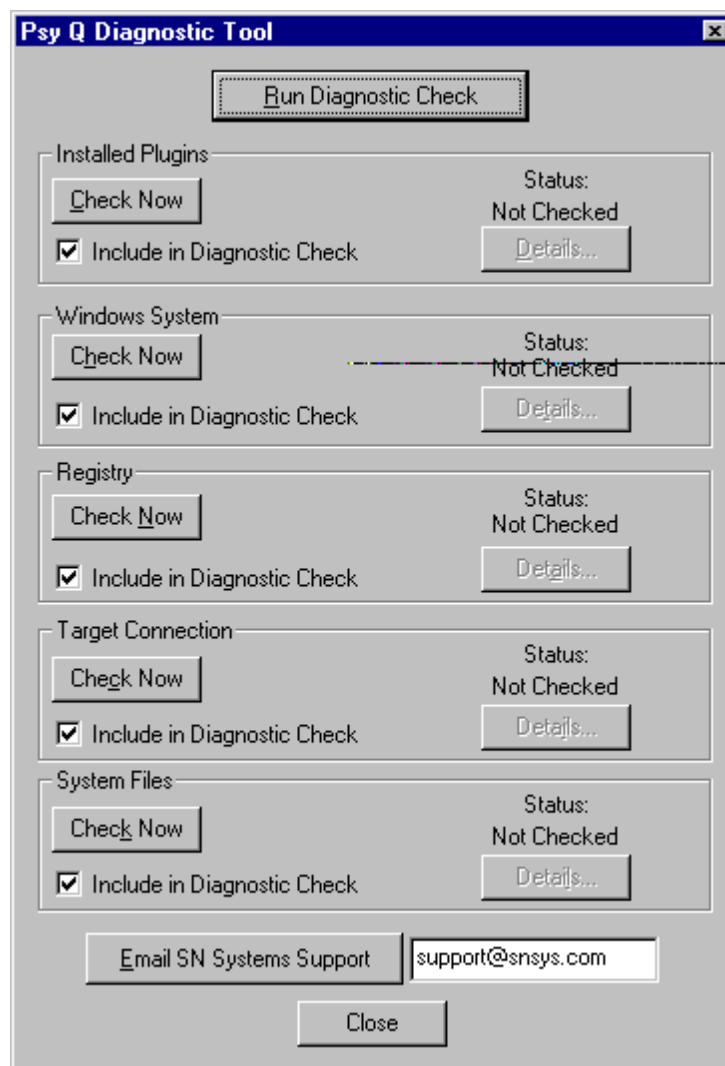 Psy Q Diagnostic Tool
Run Diagnostic Check
Installed Plugins
Check Now
Status:
Not Checked
Include in Diagnostic Check
Details...
Windows System
Check Now
Status:
Not Checked
Include in Diagnostic Check
Details...
Registry
Check Now
Status:
Not Checked
Include in Diagnostic Check
Details...
Target Connection
Check Now
Status:
Not Checked
Include in Diagnostic Check
Details...
System Files
Check Now
Status:
Not Checked
Include in Diagnostic Check
Details...
Email SN Systems Support
support@snsys.com
Close